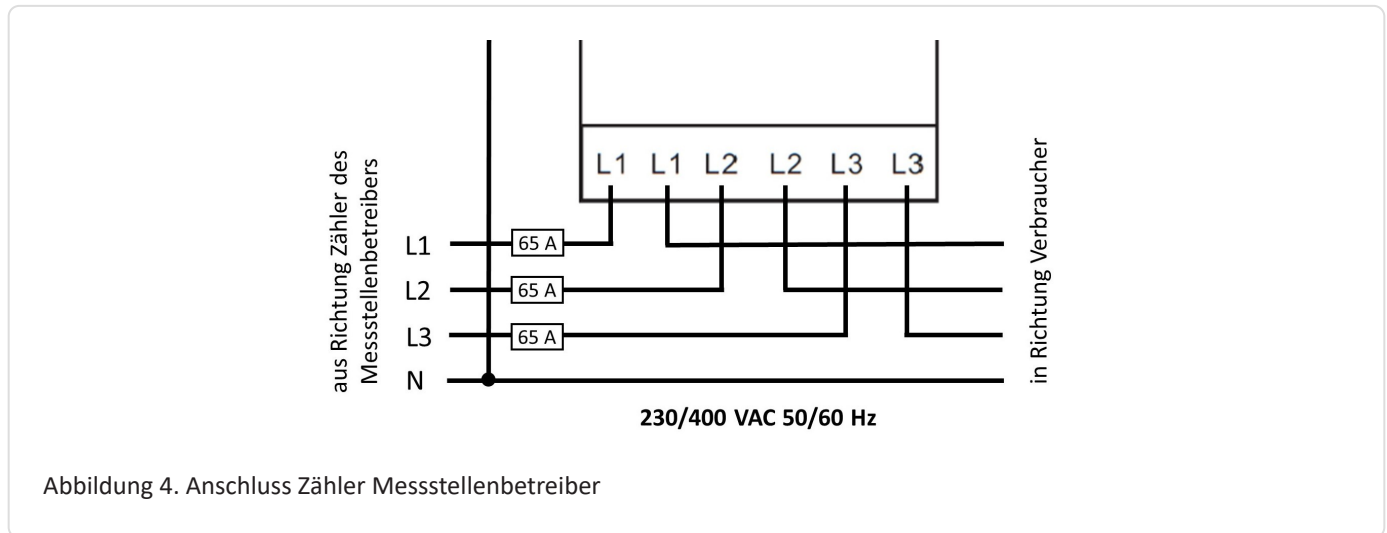 L1 L1 L2 L2 L3 L3
aus Richtung Zähler des
Messstellenbetreibers
L1 65 A
L2 65 A
L3 65 A
N
in Richtung Verbraucher
230/400 VAC 50/60 Hz
Abbildung 4. Anschluss Zähler Messstellenbetreiber